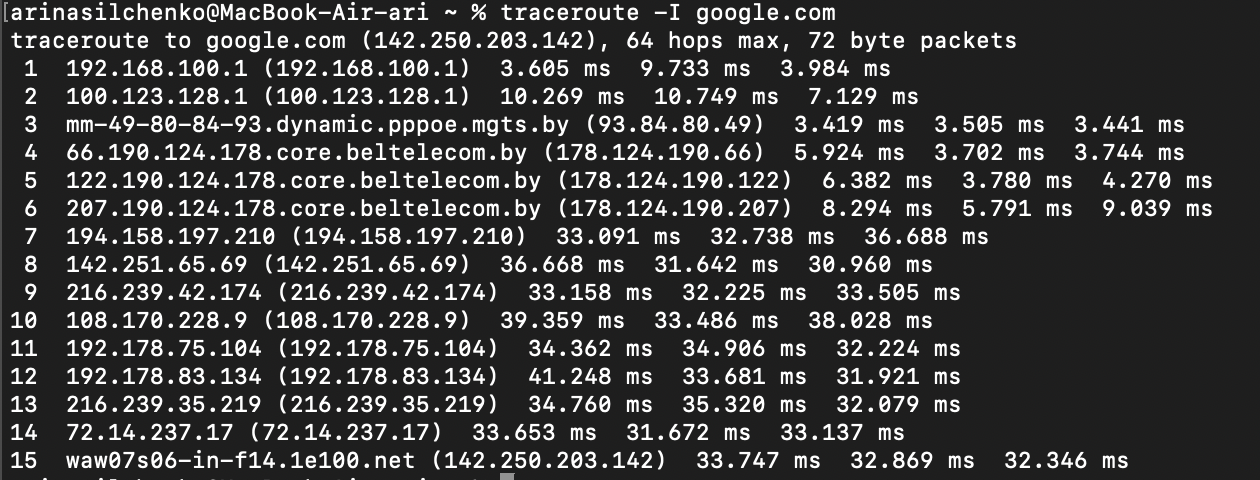 [arinasilchenko@MacBook-Air-ari ~ % traceroute -I google.com
traceroute to google.com (142.250.203.142), 64 hops max, 72 byte packets
1 192.168.100.1 (192.168.100.1) 3.605 ms 9.733 ms 3.984 ms
2 100.123.128.1 (100.123.128.1) 10.269 ms 10.749 ms 7.129 ms
3 mm-49-80-84-93.dynamic.pppoe.mgts.by (93.84.80.49) 3.419 ms 3.505 ms 3.441 ms
4 66.190.124.178.core.beltelecom.by (178.124.190.66) 5.924 ms 3.702 ms 3.744 ms
5 122.190.124.178.core.beltelecom.by (178.124.190.122) 6.382 ms 3.780 ms 4.270 ms
6 207.190.124.178.core.beltelecom.by (178.124.190.207) 8.294 ms 5.791 ms 9.039 ms
7 194.158.197.210 (194.158.197.210) 33.091 ms 32.738 ms 36.688 ms
8 142.251.65.69 (142.251.65.69) 36.668 ms 31.642 ms 30.960 ms
9 216.239.42.174 (216.239.42.174) 33.158 ms 32.225 ms 33.505 ms
10 108.170.228.9 (108.170.228.9) 39.359 ms 33.486 ms 38.028 ms
11 192.178.75.104 (192.178.75.104) 34.362 ms 34.906 ms 32.224 ms
12 192.178.83.134 (192.178.83.134) 41.248 ms 33.681 ms 31.921 ms
13 216.239.35.219 (216.239.35.219) 34.760 ms 35.320 ms 32.079 ms
14 72.14.237.17 (72.14.237.17) 33.653 ms 31.672 ms 33.137 ms
15 waw07s06-in-f14.1e100.net (142.250.203.142) 33.747 ms 32.869 ms 32.346 ms